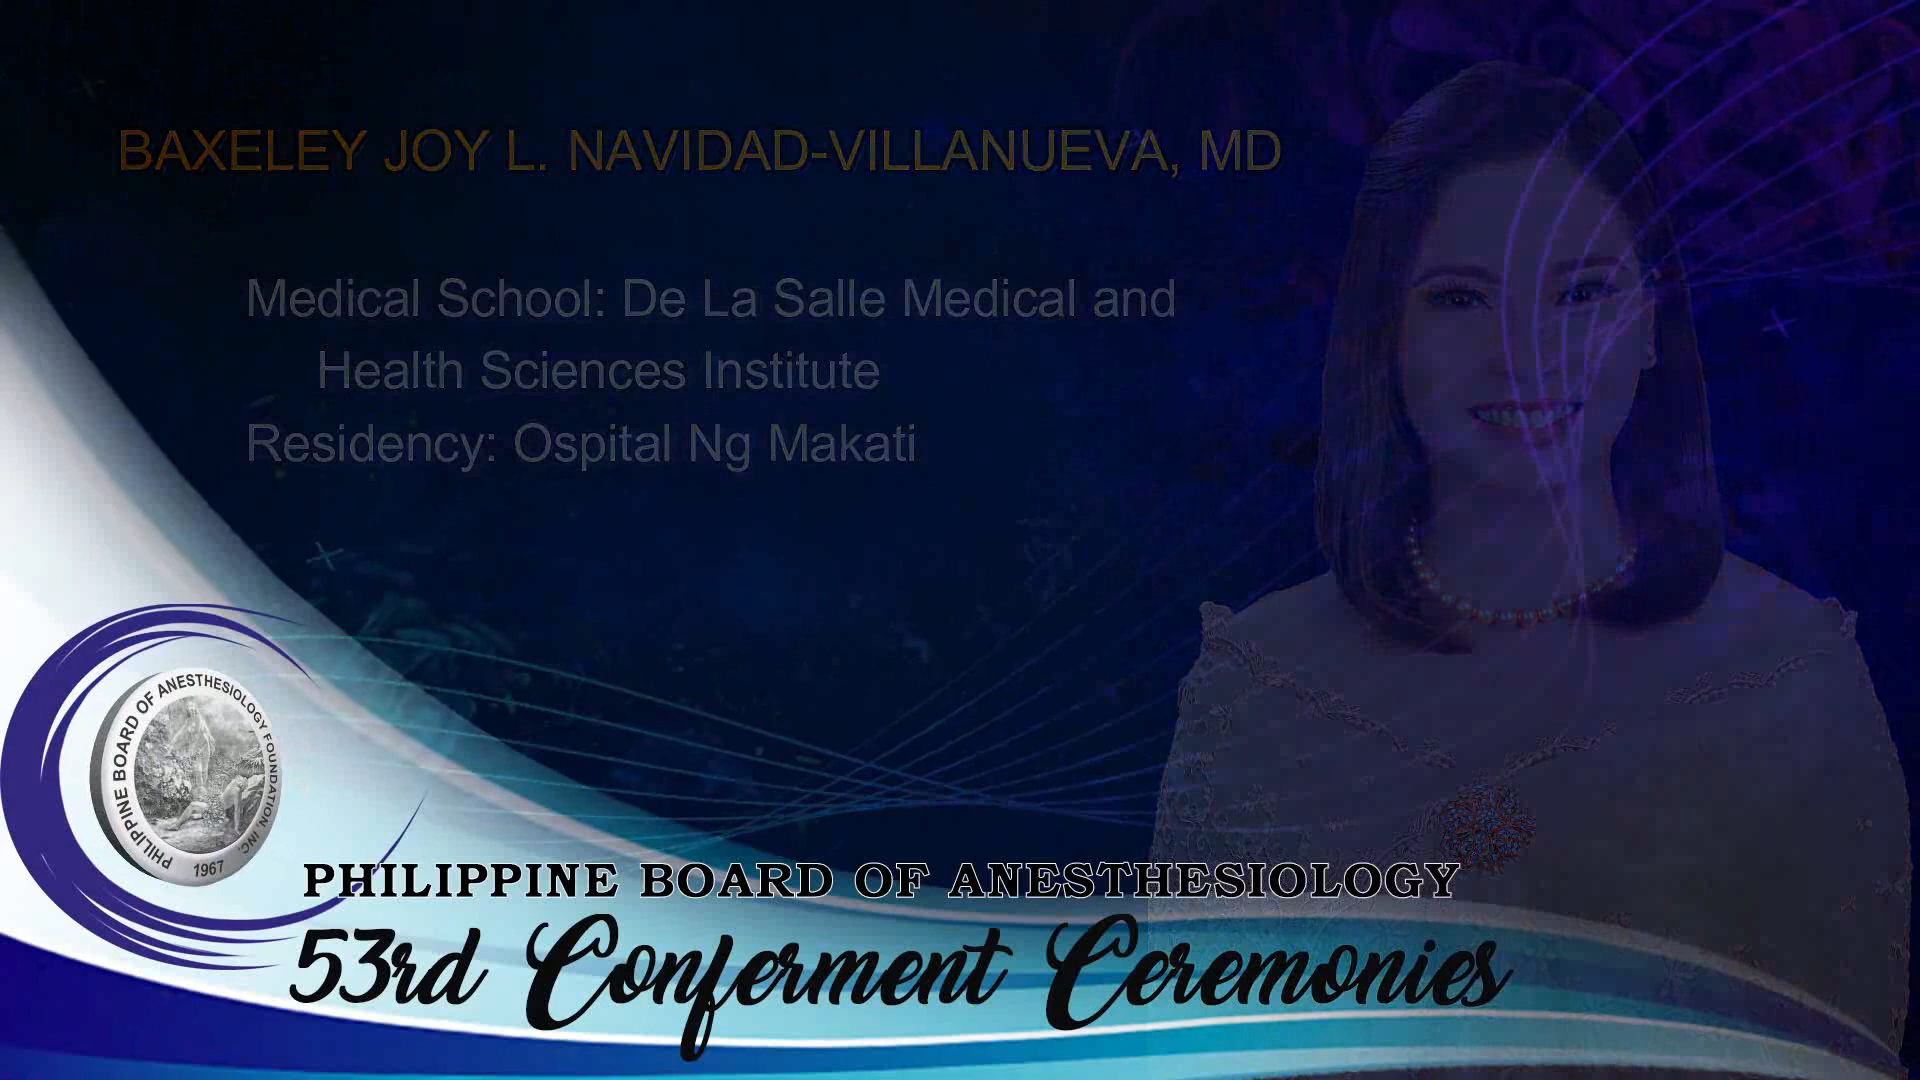 BAXELEY JOY L. NAVIDAD-VILLANUEVA, MD
Medical School: De La Salle Medical and
Health Sciences Institute
Residency: Ospital Ng Makati
PHILIPPINE BOARD OF ANESTHESIOLOGY FOUNDATION, INC.
1967
PHILIPPINE BOARD OF ANESTHESIOLOGY
53rd Conferment Ceremonies